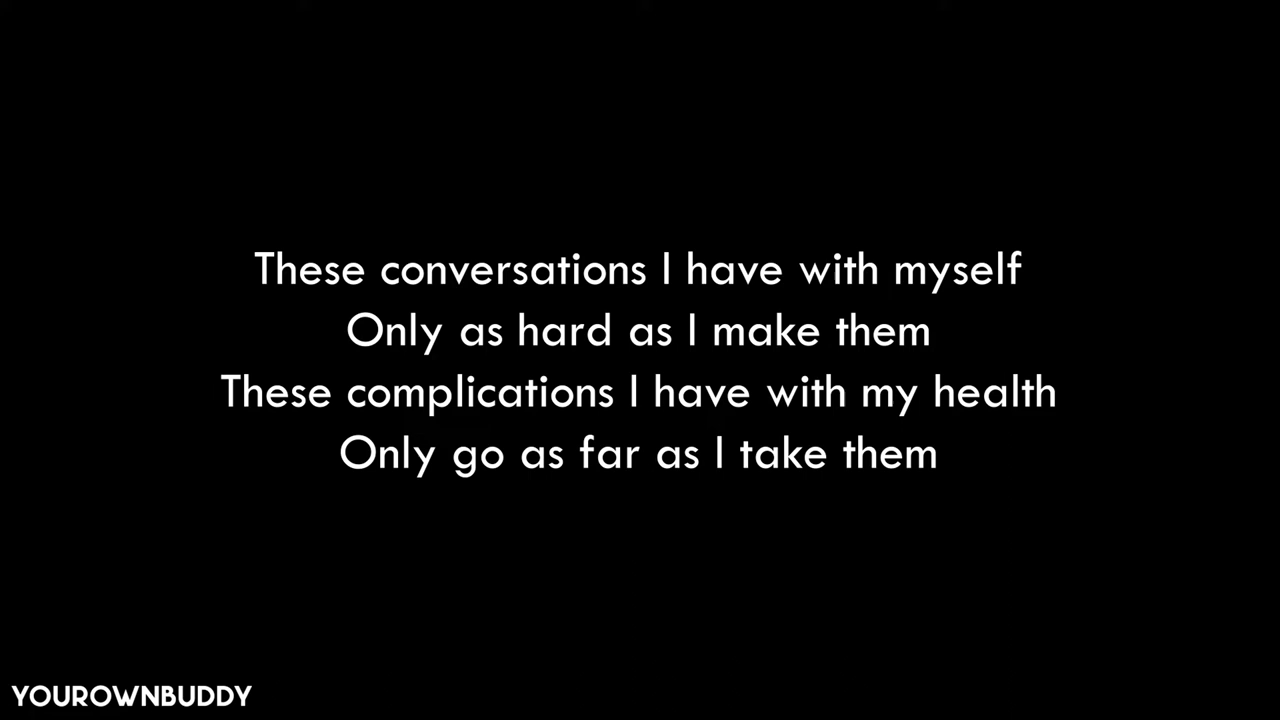 These conversations I have with myself
Only as hard as I make them
These complications I have with my health
Only go as far as I take them
YOUROWNBUDDY